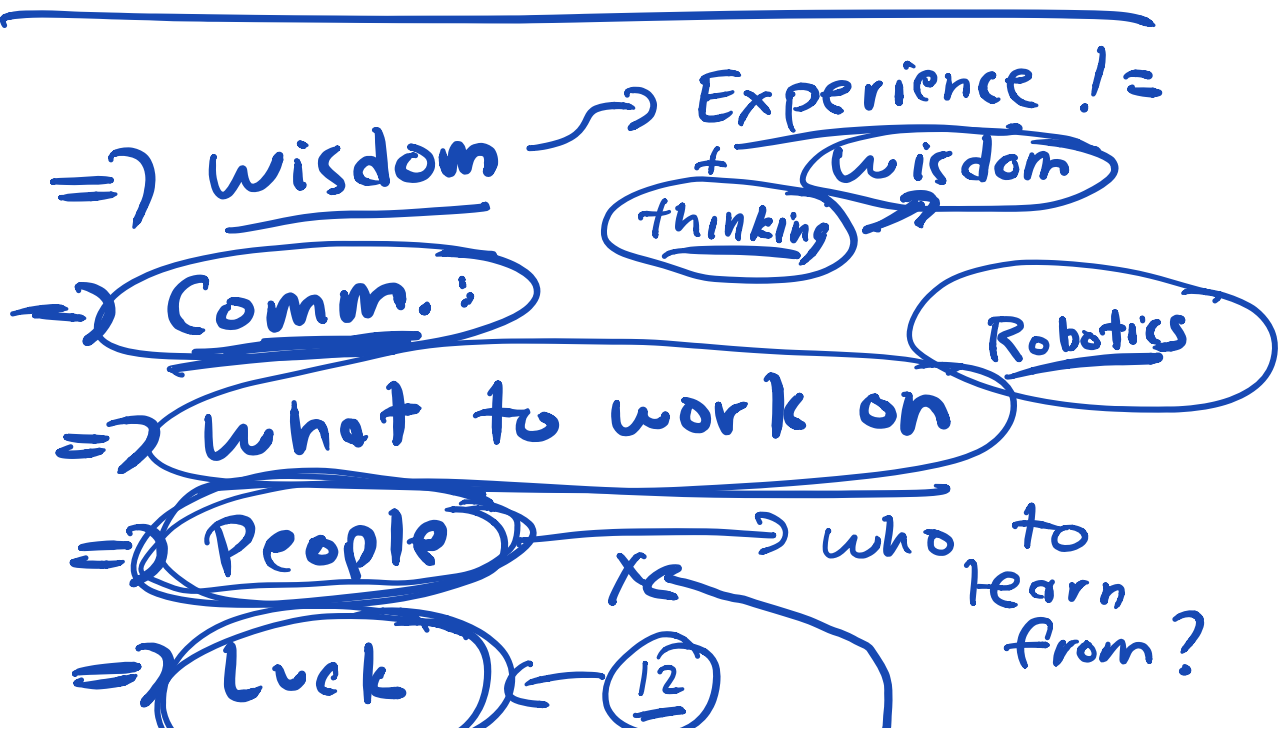 => wisdom → Experience !=
+ wisdom
thinking
=> Comm. :
Robotics
=> what to work on
=> People → who to
learn
x
from?
=> Luck ← 12